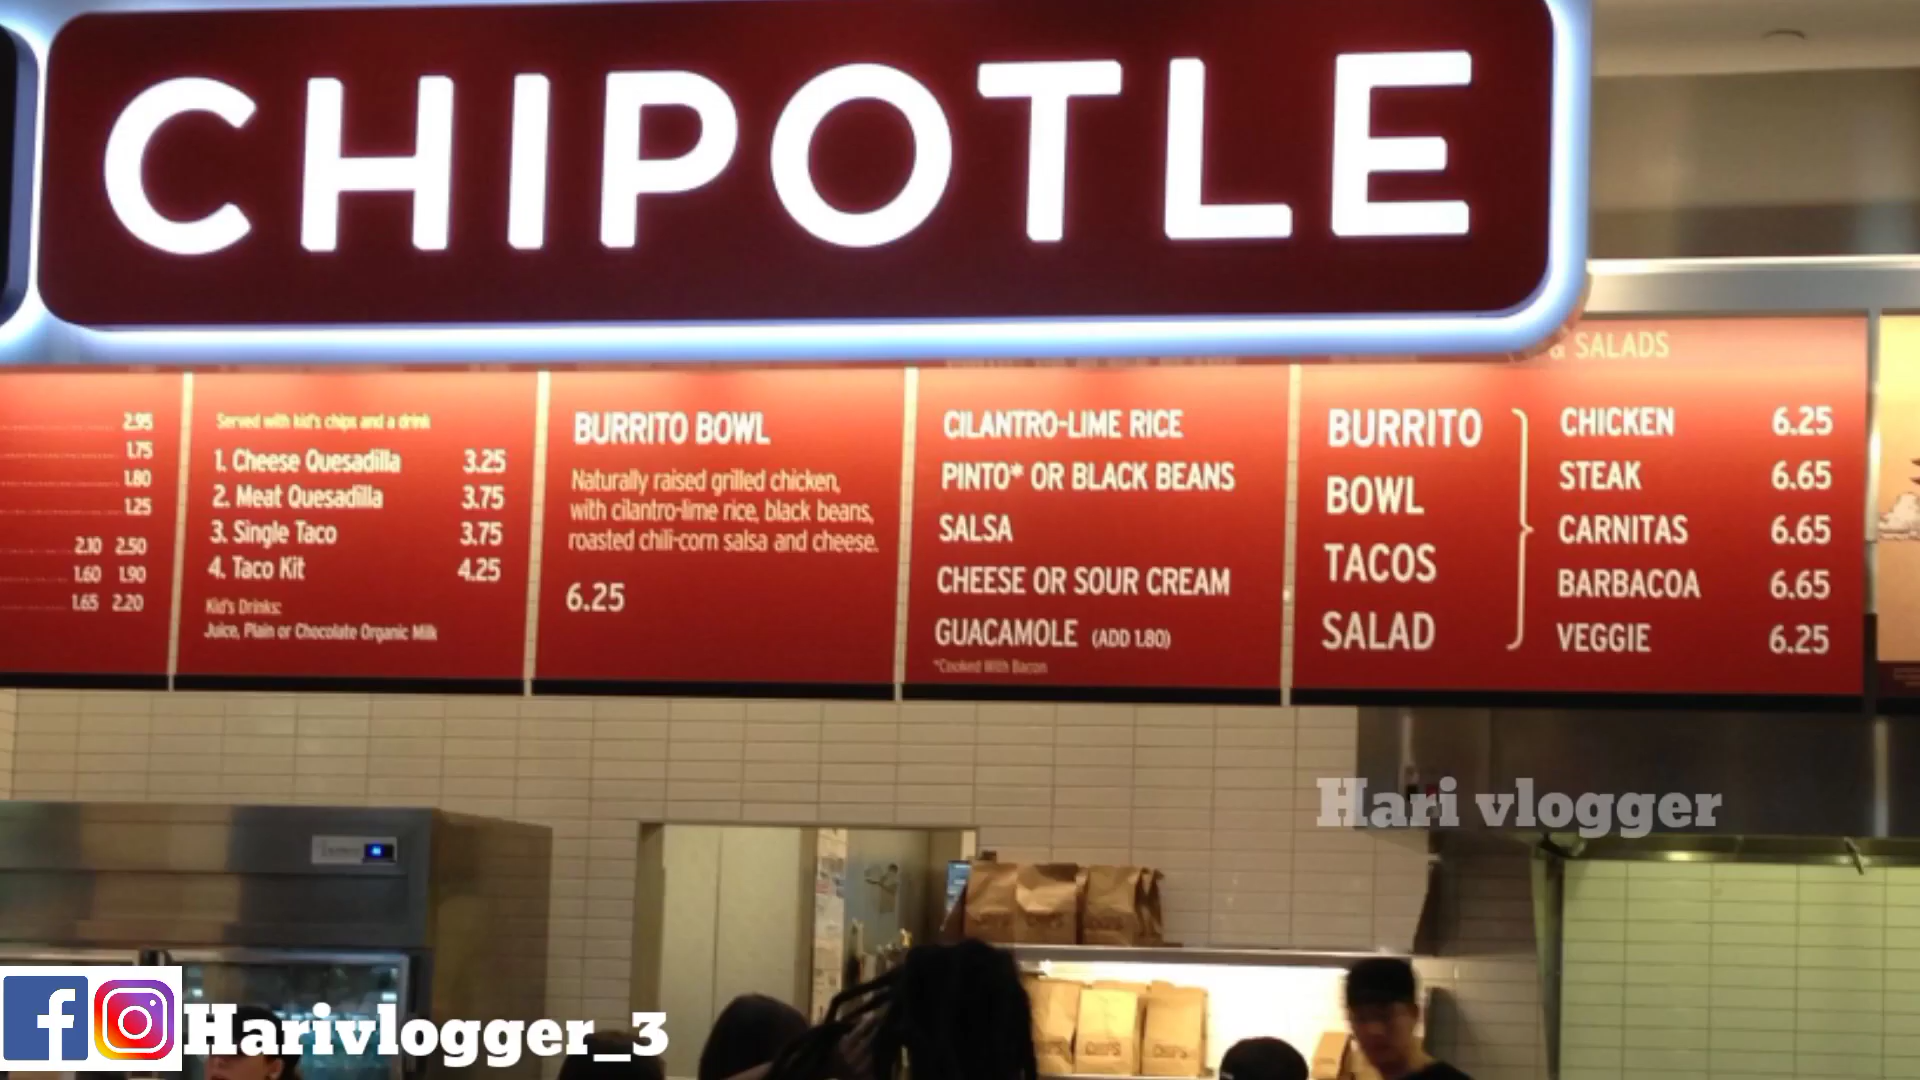 CHIPOTLE
2.95
1.75
1.80
1.25
2.10 2.50
1.60 1.90
1.65 2.20
Served with kid's chips and a drink
1. Cheese Quesadilla 3.25
2. Meat Quesadilla 3.75
3. Single Taco 3.75
4. Taco Kit 4.25
Kid's Drinks:
Juice, Plain or Chocolate Organic Milk
BURRITO BOWL
Naturally raised grilled chicken,
with cilantro-lime rice, black beans,
roasted chili-corn salsa and cheese.
6.25
CILANTRO-LIME RICE
PINTO* OR BLACK BEANS
SALSA
CHEESE OR SOUR CREAM
GUACAMOLE (ADD 1.80)
*Cooked With Bacon
& SALADS
BURRITO
BOWL
TACOS
SALAD
CHICKEN 6.25
STEAK 6.65
CARNITAS 6.65
BARBACOA 6.65
VEGGIE 6.25
Hari vlogger
CHIPS
CHIPS
Harivlogger_3